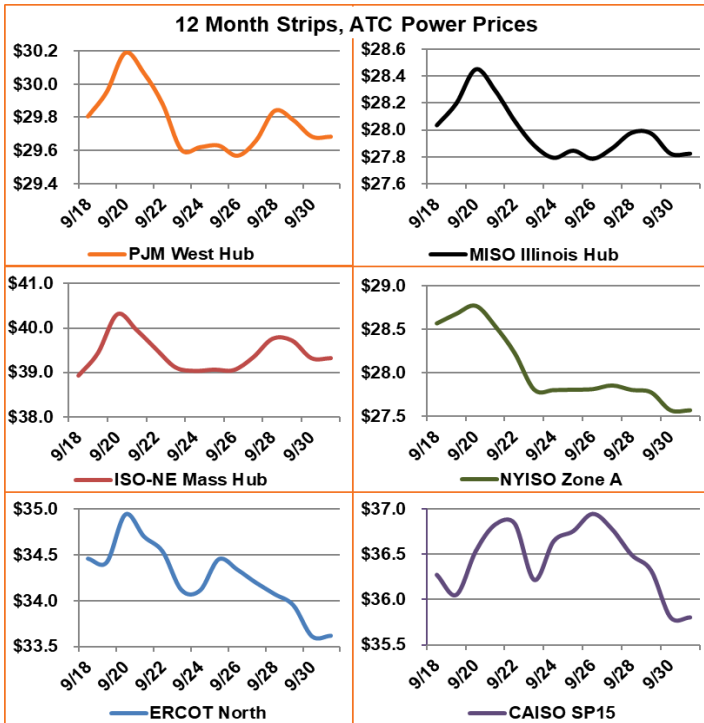 12 Month Strips, ATC Power Prices
$30.2
$30.0
$29.8
$29.6
$29.4
9/18 9/20 9/22 9/24 9/26 9/28 9/30
PJM West Hub
$28.6
$28.4
$28.2
$28.0
$27.8
$27.6
9/18 9/20 9/22 9/24 9/26 9/28 9/30
MISO Illinois Hub
$41.0
$40.0
$39.0
$38.0
9/18 9/20 9/22 9/24 9/26 9/28 9/30
ISO-NE Mass Hub
$29.0
$28.5
$28.0
$27.5
9/18 9/20 9/22 9/24 9/26 9/28 9/30
NYISO Zone A
$35.0
$34.5
$34.0
$33.5
9/18 9/20 9/22 9/24 9/26 9/28 9/30
ERCOT North
$37.0
$36.5
$36.0
$35.5
9/18 9/20 9/22 9/24 9/26 9/28 9/30
CAISO SP15